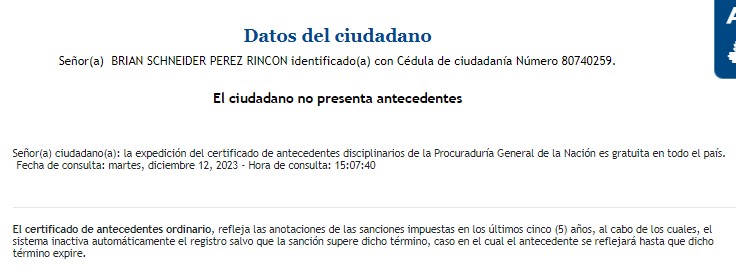 Datos del ciudadano
Señor(a) BRIAN SCHNEIDER PEREZ RINCON identificado(a) con Cédula de ciudadanía Número 80740259.
El ciudadano no presenta antecedentes
Señor(a) ciudadano(a): la expedición del certificado de antecedentes disciplinarios de la Procuraduría General de la Nación es gratuita en todo el país.
Fecha de consulta: martes, diciembre 12, 2023 - Hora de consulta: 15:07:40
El certificado de antecedentes ordinario, refleja las anotaciones de las sanciones impuestas en los últimos cinco (5) años, al cabo de los cuales, el
sistema inactiva automáticamente el registro salvo que la sanción supere dicho término, caso en el cual el antecedente se reflejará hasta que dicho
término expire.